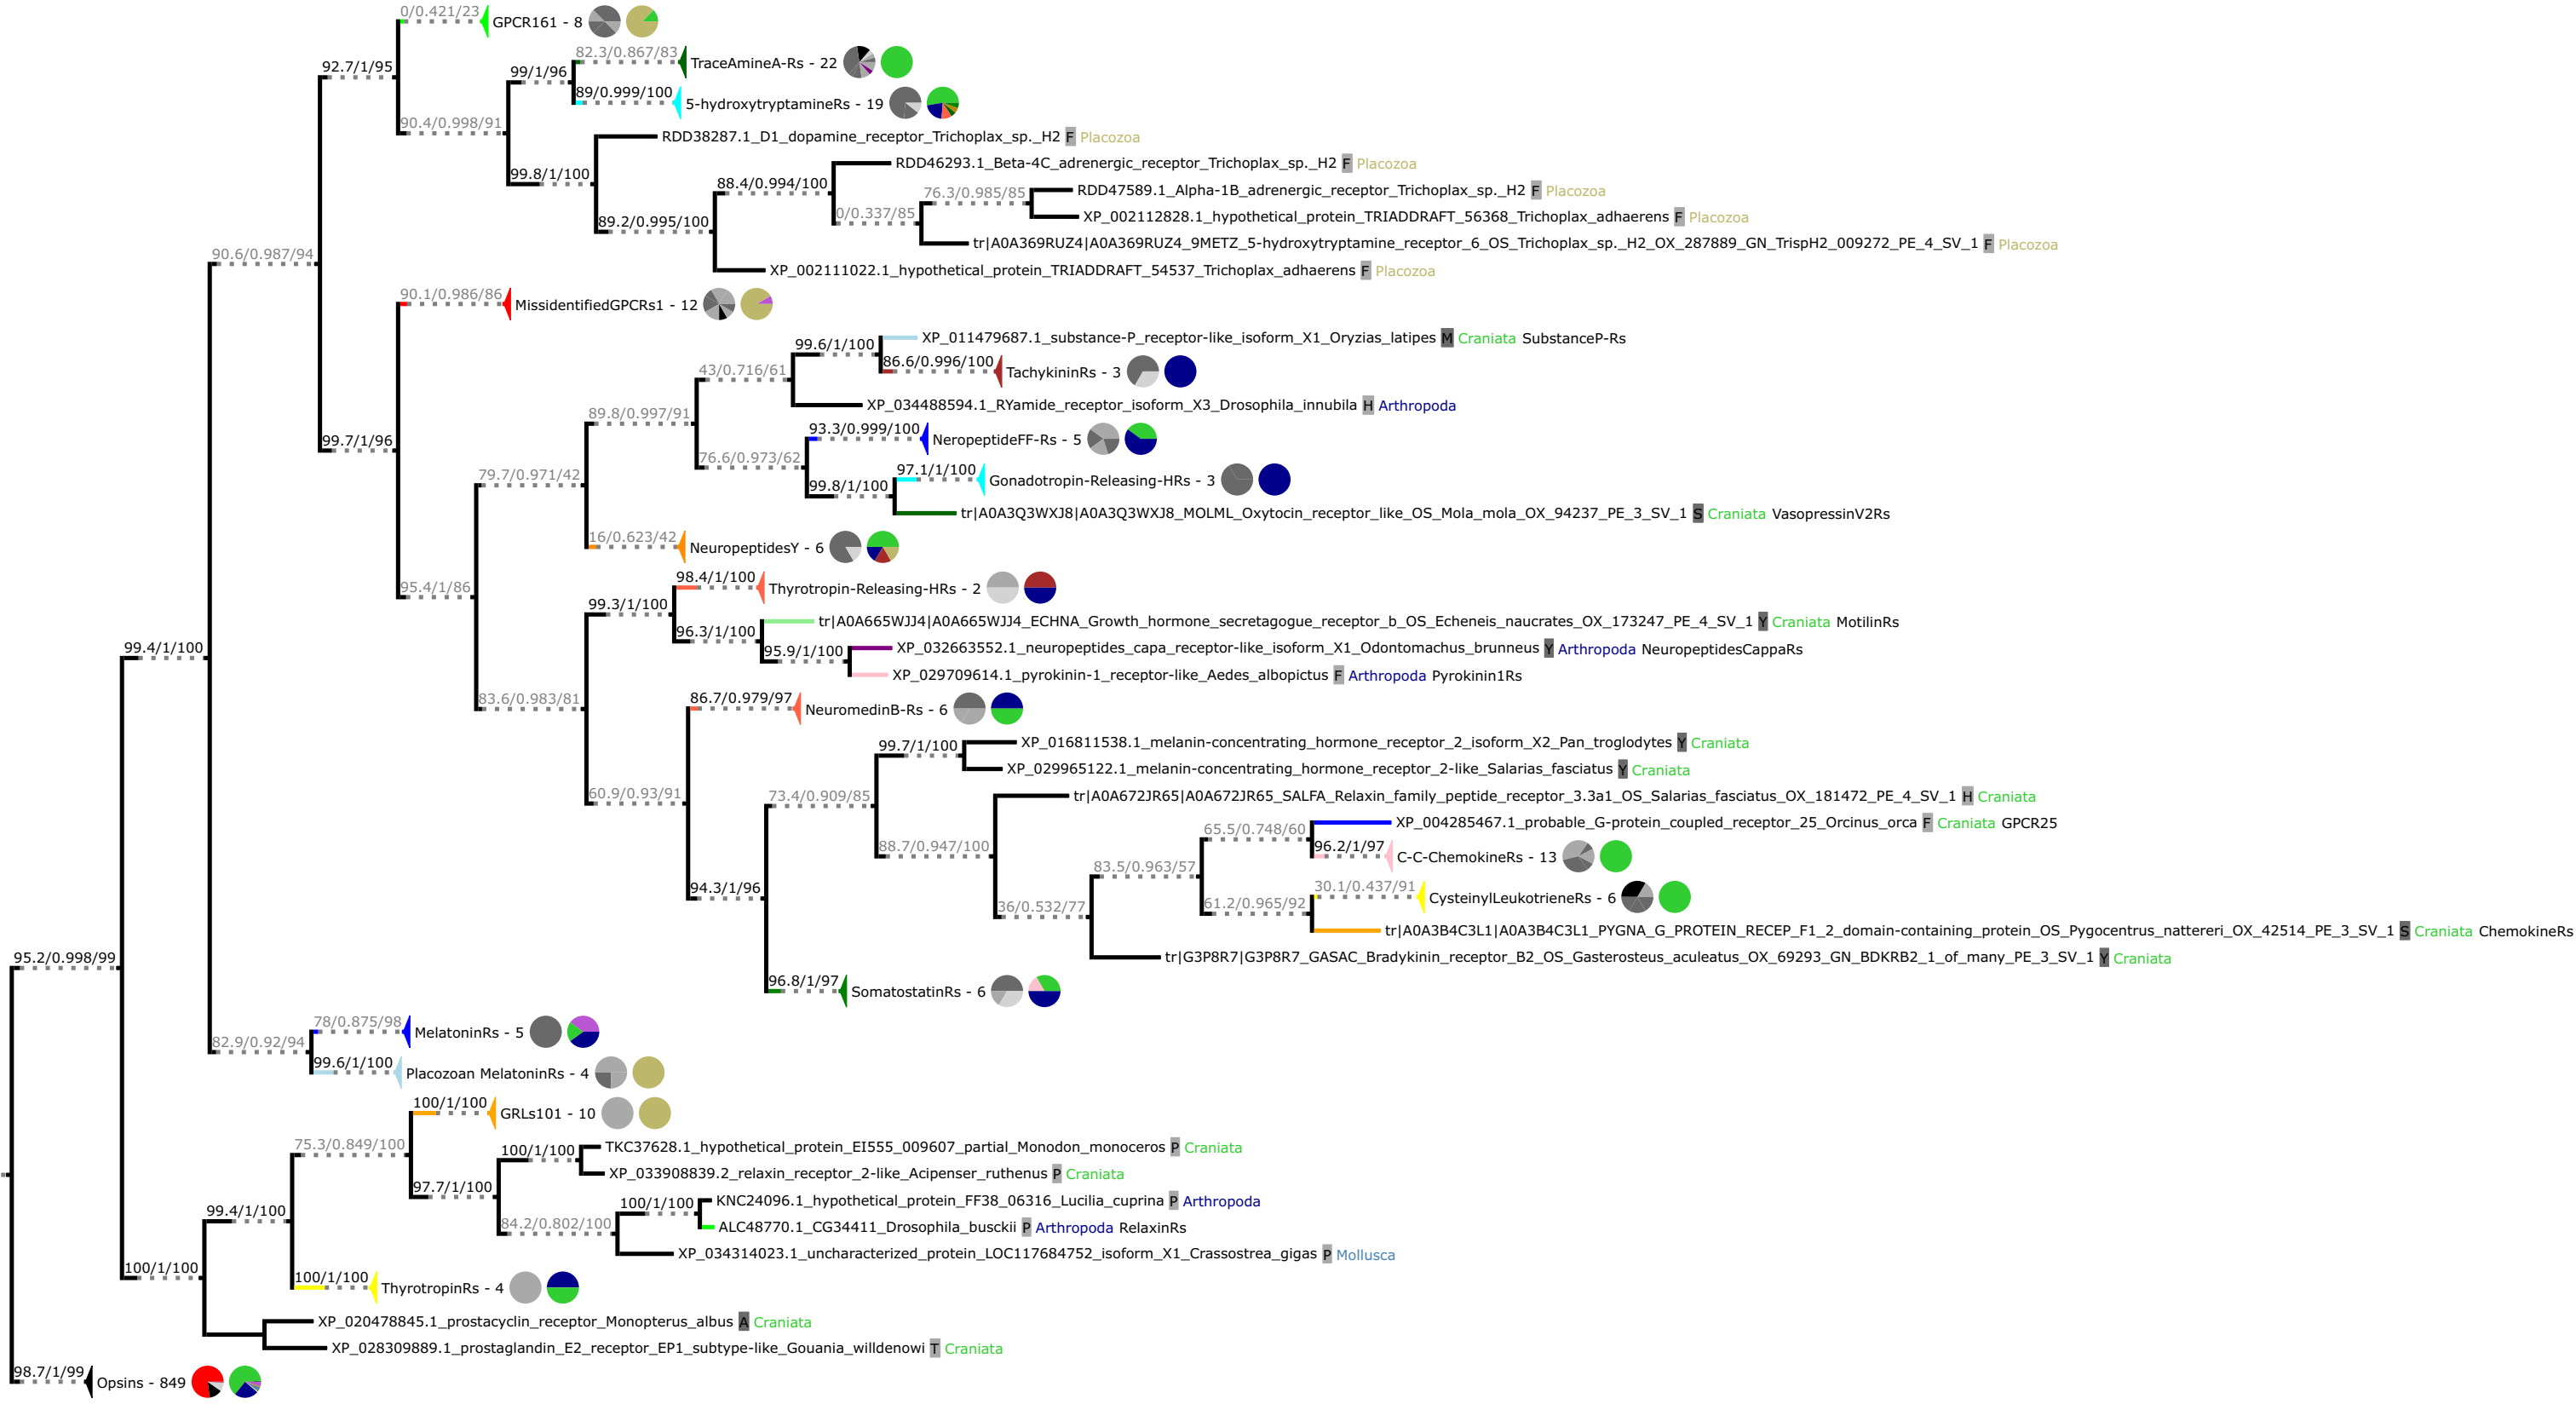 0/0.421/23
GPCR161 - 8
82.3/0.867/83
TraceAmineA-Rs - 22
92.7/1/95
99/1/96
89/0.999/100
5-hydroxytryptamineRs - 19
90.4/0.998/91
RDD38287.1_D1_dopamine_receptor_Trichoplax_sp._H2 F Placozoa
RDD46293.1_Beta-4C_adrenergic_receptor_Trichoplax_sp._H2 F Placozoa
99.8/1/100
88.4/0.994/100
76.3/0.985/85
RDD47589.1_Alpha-1B_adrenergic_receptor_Trichoplax_sp._H2 F Placozoa
0/0.337/85
XP_002112828.1_hypothetical_protein_TRIADDRAFT_56368_Trichoplax_adhaerens F Placozoa
89.2/0.995/100
tr|A0A369RUZ4|A0A369RUZ4_9METZ_5-hydroxytryptamine_receptor_6_OS_Trichoplax_sp._H2_OX_287889_GN_TrispH2_009272_PE_4_SV_1 F Placozoa
90.6/0.987/94
XP_002111022.1_hypothetical_protein_TRIADDRAFT_54537_Trichoplax_adhaerens F Placozoa
90.1/0.986/86
MissidentifiedGPCRs1 - 12
99.6/1/100
XP_011479687.1_substance-P_receptor-like_isoform_X1_Oryzias_latipes M Craniata SubstanceP-Rs
43/0.716/61
86.6/0.996/100
TachykininRs - 3
XP_034488594.1_RYamide_receptor_isoform_X3_Drosophila_innubila H Arthropoda
89.8/0.997/91
99.7/1/96
93.3/0.999/100
NeropeptideFF-Rs - 5
76.6/0.973/62
79.7/0.971/42
97.1/1/100
Gonadotropin-Releasing-HRs - 3
99.8/1/100
tr|A0A3Q3WXJ8|A0A3Q3WXJ8_MOLML_Oxytocin_receptor_like_OS_Mola_mola_OX_94237_PE_3_SV_1 S Craniata VasopressinV2Rs
16/0.623/42
NeuropeptidesY - 6
95.4/1/86
98.4/1/100
Thyrotropin-Releasing-HRs - 2
99.3/1/100
tr|A0A665WJJ4|A0A665WJJ4_ECHNA_Growth_hormone_secretagogue_receptor_b_OS_Echeneis_naucrates_OX_173247_PE_4_SV_1 Y Craniata MotilinRs
96.3/1/100
XP_032663552.1_neuropeptides_capa_receptor-like_isoform_X1_Odontomachus_brunneus Y Arthropoda NeuropeptidesCappaRs
99.4/1/100
95.9/1/100
XP_029709614.1_pyrokinin-1_receptor-like_Aedes_albopictus F Arthropoda Pyrokinin1Rs
83.6/0.983/81
86.7/0.979/97
NeuromedinB-Rs - 6
99.7/1/100
XP_016811538.1_melanin-concentrating_hormone_receptor_2_isoform_X2_Pan_troglodytes Y Craniata
XP_029965122.1_melanin-concentrating_hormone_receptor_2-like_Salarias_fasciatus Y Craniata
60.9/0.93/91
73.4/0.909/85
tr|A0A672JR65|A0A672JR65_SALFA_Relaxin_family_peptide_receptor_3.3a1_OS_Salarias_fasciatus_OX_181472_PE_4_SV_1 H Craniata
65.5/0.748/60
XP_004285467.1_probable_G-protein_coupled_receptor_25_Orcinus_orca F Craniata GPCR25
88.7/0.947/100
96.2/1/97
C-C-ChemokineRs - 13
83.5/0.963/57
94.3/1/96
30.1/0.437/91
CysteinylLeukotrieneRs - 6
36/0.532/77
61.2/0.965/92
tr|A0A3B4C3L1|A0A3B4C3L1_PYGNA_G_PROTEIN_RECEP_F1_2_domain-containing_protein_OS_Pygocentrus_nattereri_OX_42514_PE_3_SV_1 S Craniata ChemokineRs
95.2/0.998/99
tr|G3P8R7|G3P8R7_GASAC_Bradykinin_receptor_B2_OS_Gasterosteus_aculeatus_OX_69293_GN_BDKRB2_1_of_many_PE_3_SV_1 Y Craniata
96.8/1/97
SomatostatinRs - 6
78/0.875/98
MelatoninRs - 5
82.9/0.92/94
99.6/1/100
Placozoan MelatoninRs - 4
100/1/100
GRLs101 - 10
75.3/0.849/100
100/1/100
TKC37628.1_hypothetical_protein_EI555_009607_partial_Monodon_monoceros P Craniata
XP_033908839.2_relaxin_receptor_2-like_Acipenser_ruthenus P Craniata
97.7/1/100
100/1/100
KNC24096.1_hypothetical_protein_FF38_06316_Lucilia_cuprina P Arthropoda
99.4/1/100
84.2/0.802/100
ALC48770.1_CG34411_Drosophila_busckii P Arthropoda RelaxinRs
XP_034314023.1_uncharacterized_protein_LOC117684752_isoform_X1_Crassostrea_gigas P Mollusca
100/1/100
100/1/100
ThyrotropinRs - 4
XP_020478845.1_prostacyclin_receptor_Monopterus_albus A Craniata
XP_028309889.1_prostaglandin_E2_receptor_EP1_subtype-like_Gouania_willdenowi T Craniata
98.7/1/99
Opsins - 849